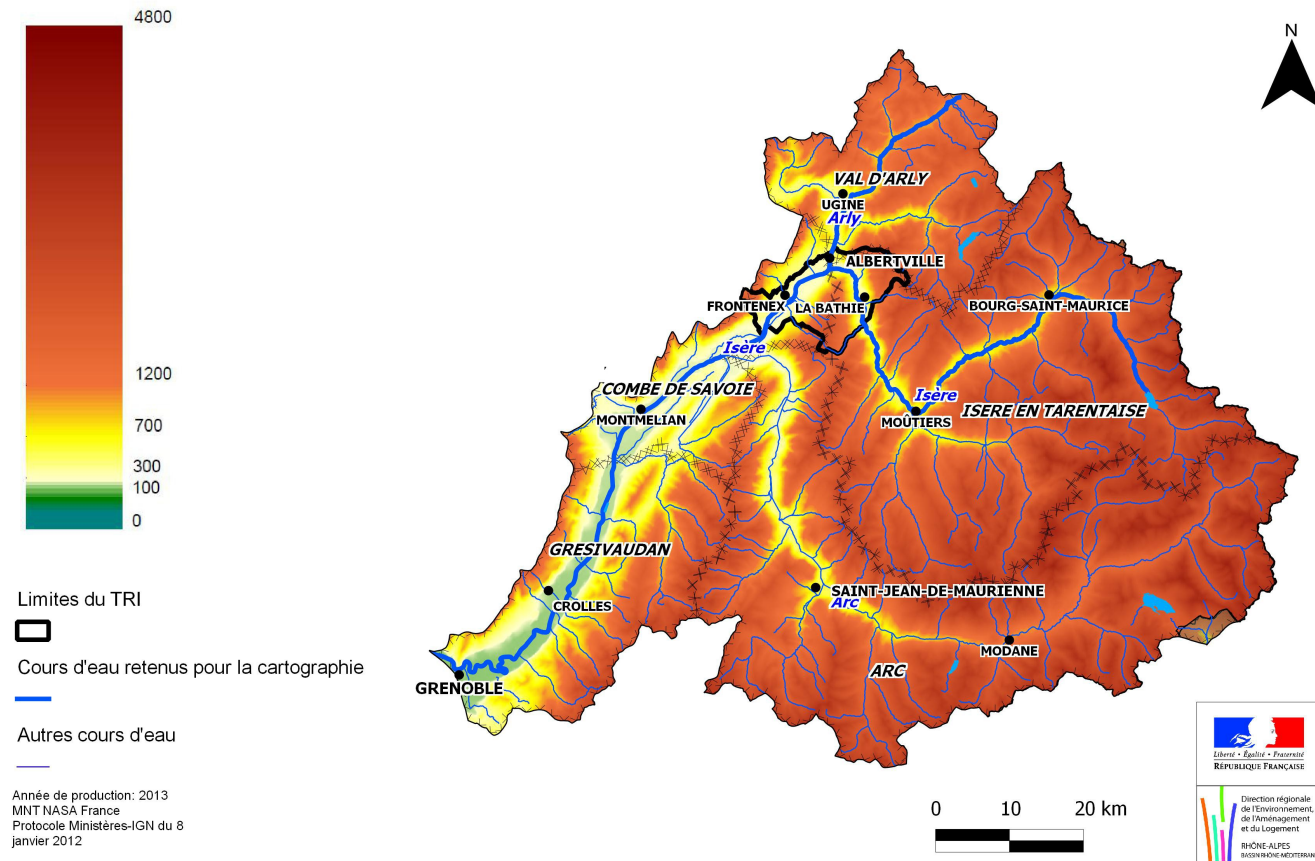 4800
1200
700
300
100
0
Limites du TRI
Cours d'eau retenus pour la cartographie
Autres cours d'eau
Année de production: 2013
MNT NASA France
Protocole Ministères-IGN du 8
janvier 2012
N
VAL D'ARLY
UGINE
Arly
ALBERTVILLE
FRONTENEX
LA BATHIE
BOURG-SAINT-MAURICE
Isère
COMBE DE SAVOIE
MONTMELIAN
Isère
ISERE EN TARENTAISE
MOÛTIERS
GRESIVAUDAN
CROLLES
SAINT-JEAN-DE-MAURIENNE
Arc
MODANE
ARC
GRENOBLE
0 10 20 km
Liberté • Égalité • Fraternité
RÉPUBLIQUE FRANÇAISE
Direction régionale
de l'Environnement,
de l'Aménagement
et du Logement
RHÔNE-ALPES
BASSIN RHÔNE-MÉDITERRAN